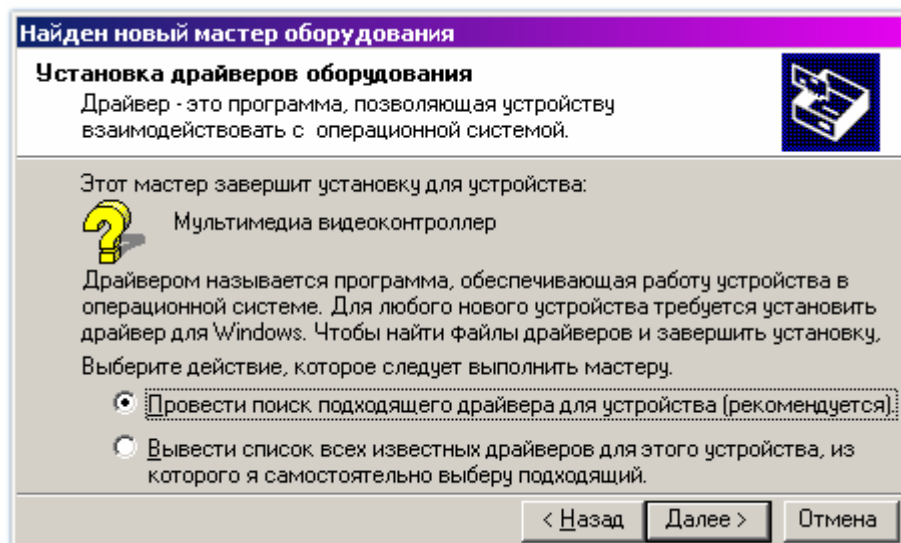 Найден новый мастер оборудования
Установка драйверов оборудования
Драйвер - это программа, позволяющая устройству
взаимодействовать с операционной системой.
Этот мастер завершит установку для устройства:
Мультимедиа видеоконтроллер
Драйвером называется программа, обеспечивающая работу устройства в
операционной системе. Для любого нового устройства требуется установить
драйвер для Windows. Чтобы найти файлы драйверов и завершить установку,
Выберите действие, которое следует выполнить мастеру.
Провести поиск подходящего драйвера для устройства (рекомендуется).
Вывести список всех известных драйверов для этого устройства, из
которого я самостоятельно выберу подходящий.
< Назад Далее > Отмена